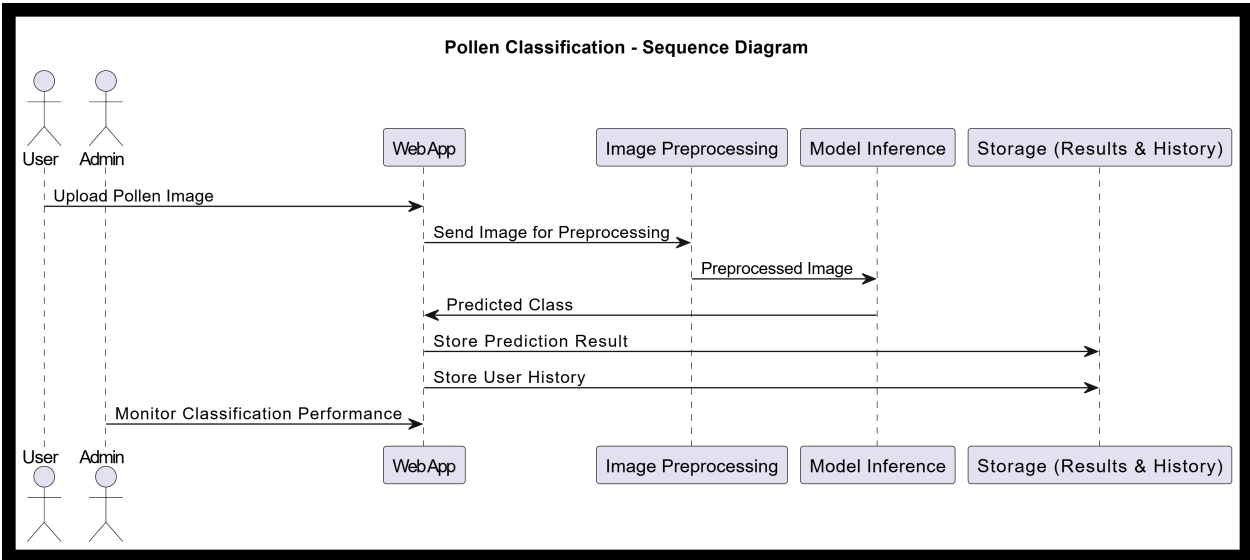 Pollen Classification - Sequence Diagram
User Admin WebApp Image Preprocessing Model Inference Storage (Results & History)
Upload Pollen Image
Send Image for Preprocessing
Preprocessed Image
Predicted Class
Store Prediction Result
Store User History
Monitor Classification Performance
User Admin WebApp Image Preprocessing Model Inference Storage (Results & History)